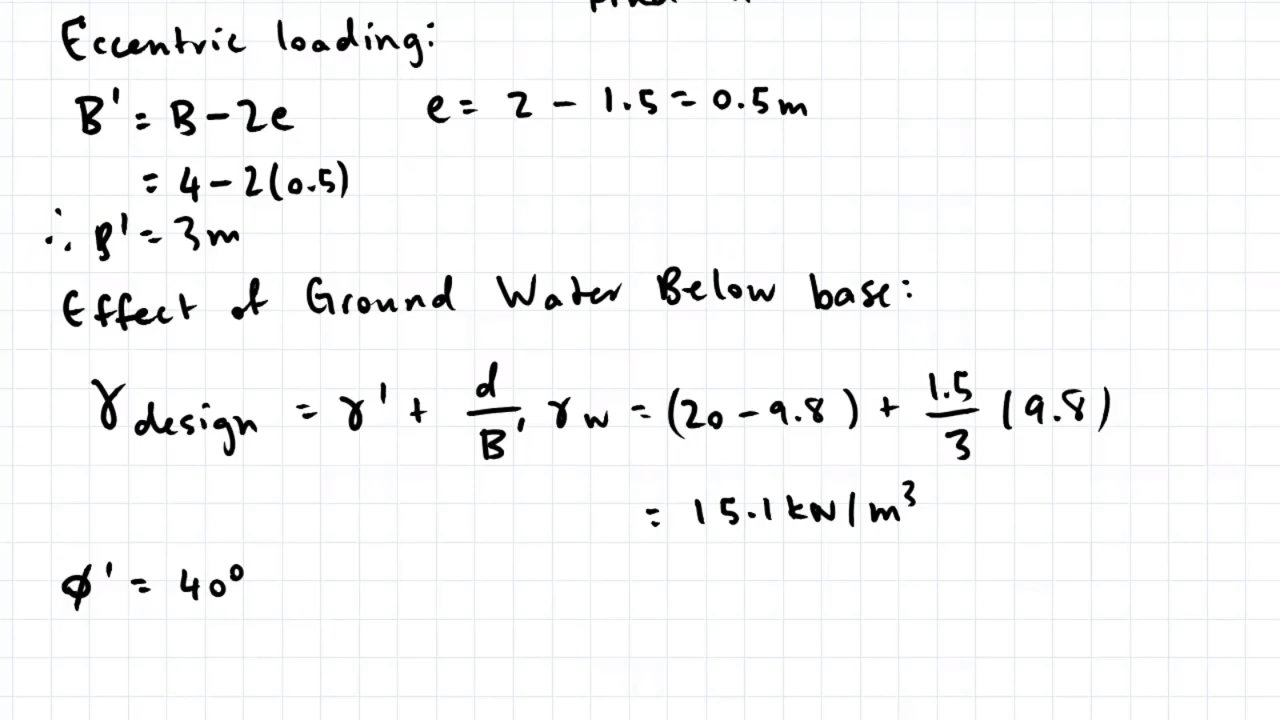 Eccentric loading:
B' = B - 2e    e = 2 - 1.5 = 0.5m
= 4 - 2(0.5)
∴ B' = 3m
Effect of Ground Water Below base:
γ design = γ' + d/B' γw = (20 - 9.8) + 1.5/3 (9.8)
= 15.1 kN/m³
ϕ' = 40°